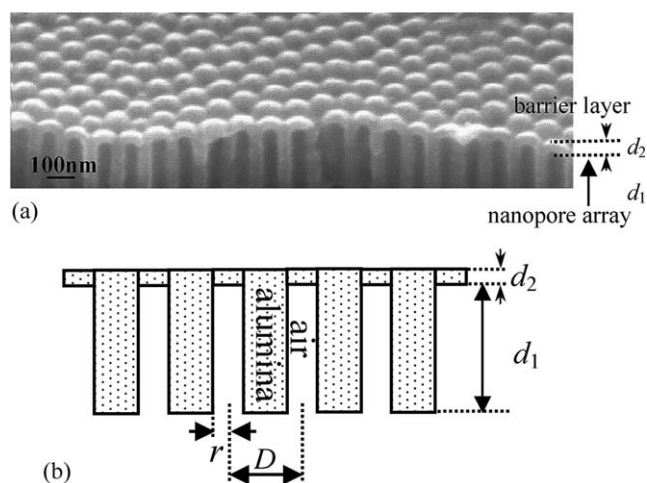 barrier layer
d₂
100nm
d₁
(a)
nanopore array
d₂
alumina
air
d₁
r
D
(b)